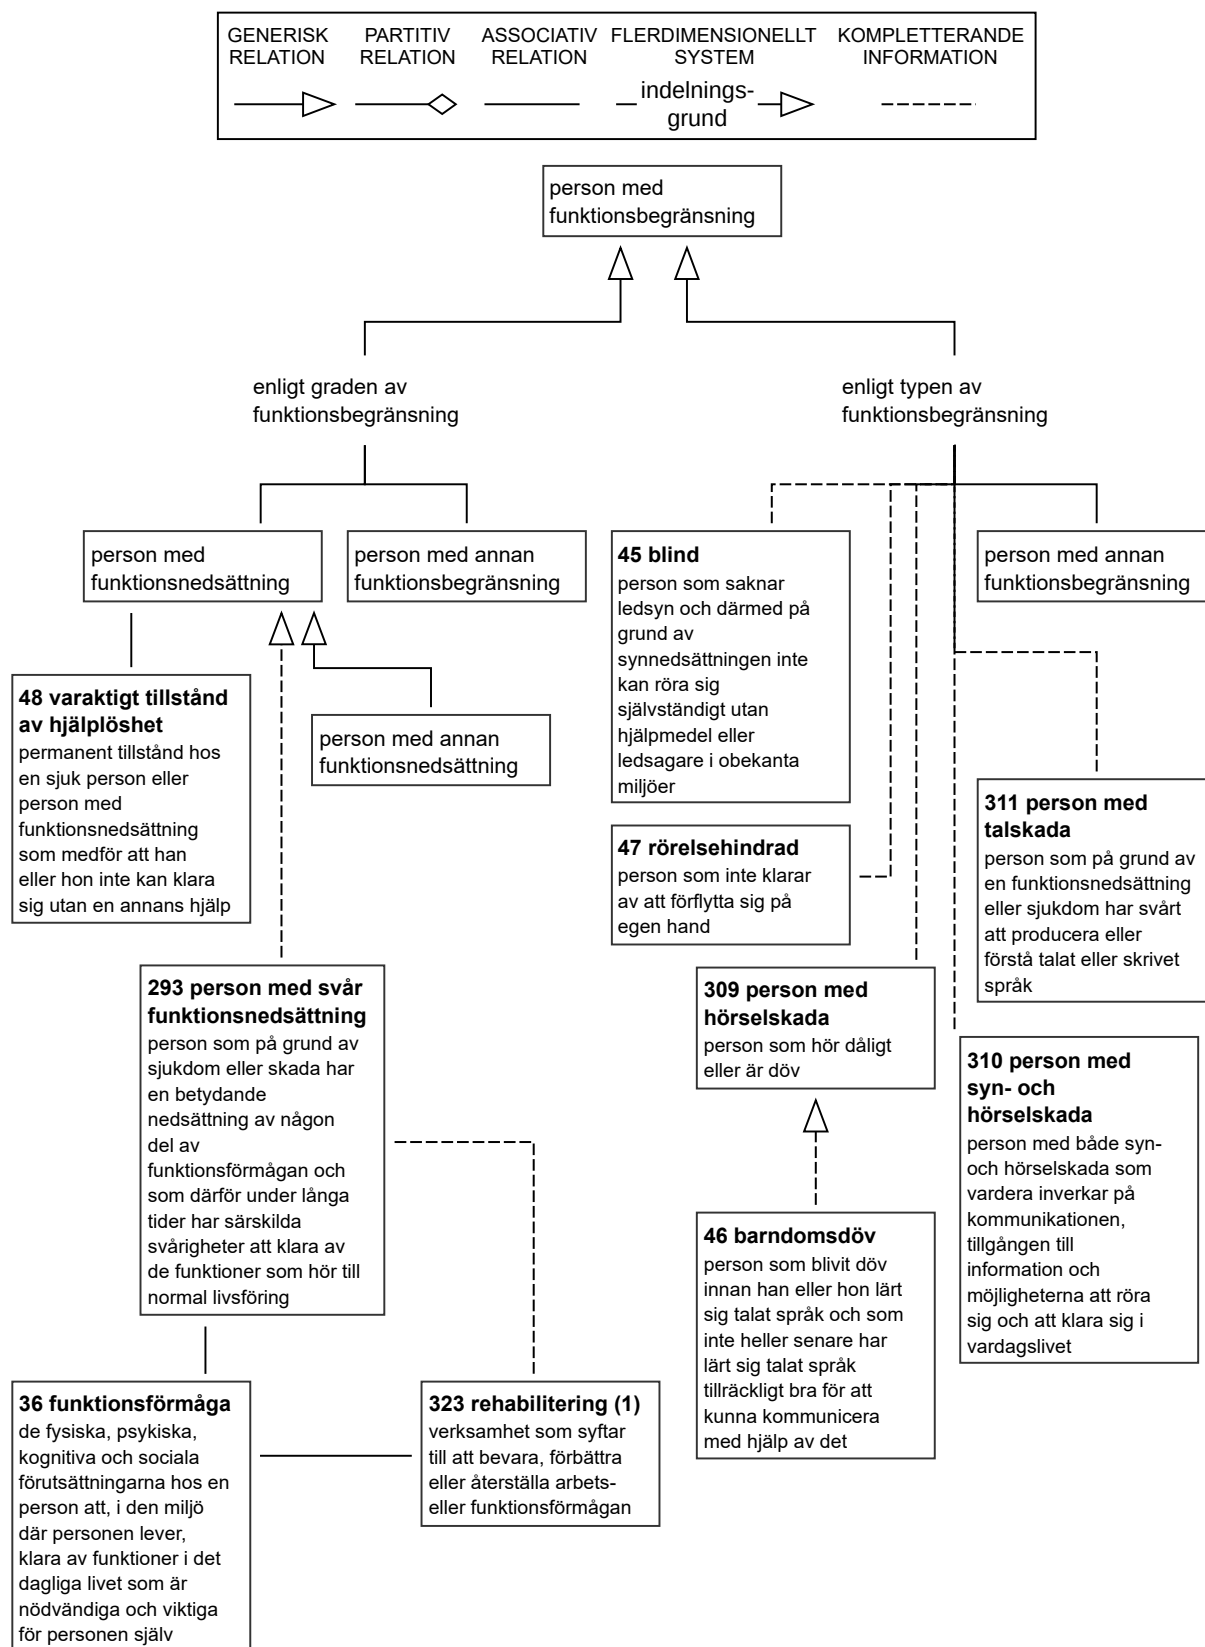 GENERISK
RELATION
PARTITIV
RELATION
ASSOCIATIV
RELATION
FLERDIMENSIONELLT
SYSTEM
KOMPLETTERANDE
INFORMATION
indelnings-
grund
person med
funktionsbegränsning
enligt graden av
funktionsbegränsning
enligt typen av
funktionsbegränsning
person med
funktionsnedsättning
person med annan
funktionsbegränsning
45 blind
person som saknar
ledsyn och därmed på
grund av
synnedsättningen inte
kan röra sig
självständigt utan
hjälpmedel eller
ledsagare i obekanta
miljöer
person med annan
funktionsbegränsning
48 varaktigt tillstånd
av hjälplöshet
permanent tillstånd hos
en sjuk person eller
person med
funktionsnedsättning
som medför att han
eller hon inte kan klara
sig utan en annans hjälp
person med annan
funktionsnedsättning
311 person med
talskada
person som på grund av
en funktionsnedsättning
eller sjukdom har svårt
att producera eller
förstå talat eller skrivet
språk
47 rörelsehindrad
person som inte klarar
av att förflytta sig på
egen hand
293 person med svår
funktionsnedsättning
person som på grund av
sjukdom eller skada har
en betydande
nedsättning av någon
del av
funktionsförmågan och
som därför under långa
tider har särskilda
svårigheter att klara av
de funktioner som hör till
normal livsföring
309 person med
hörselskada
person som hör dåligt
eller är döv
310 person med
syn- och
hörselskada
person med både syn-
och hörselskada som
vardera inverkar på
kommunikationen,
tillgången till
information och
möjligheterna att röra
sig och att klara sig i
vardagslivet
46 barndomsdöv
person som blivit döv
innan han eller hon lärt
sig talat språk och som
inte heller senare har
lärt sig talat språk
tillräckligt bra för att
kunna kommunicera
med hjälp av det
36 funktionsförmåga
de fysiska, psykiska,
kognitiva och sociala
förutsättningarna hos en
person att, i den miljö
där personen lever,
klara av funktioner i det
dagliga livet som är
nödvändiga och viktiga
för personen själv
323 rehabilitering (1)
verksamhet som syftar
till att bevara, förbättra
eller återställa arbets-
eller funktionsförmågan